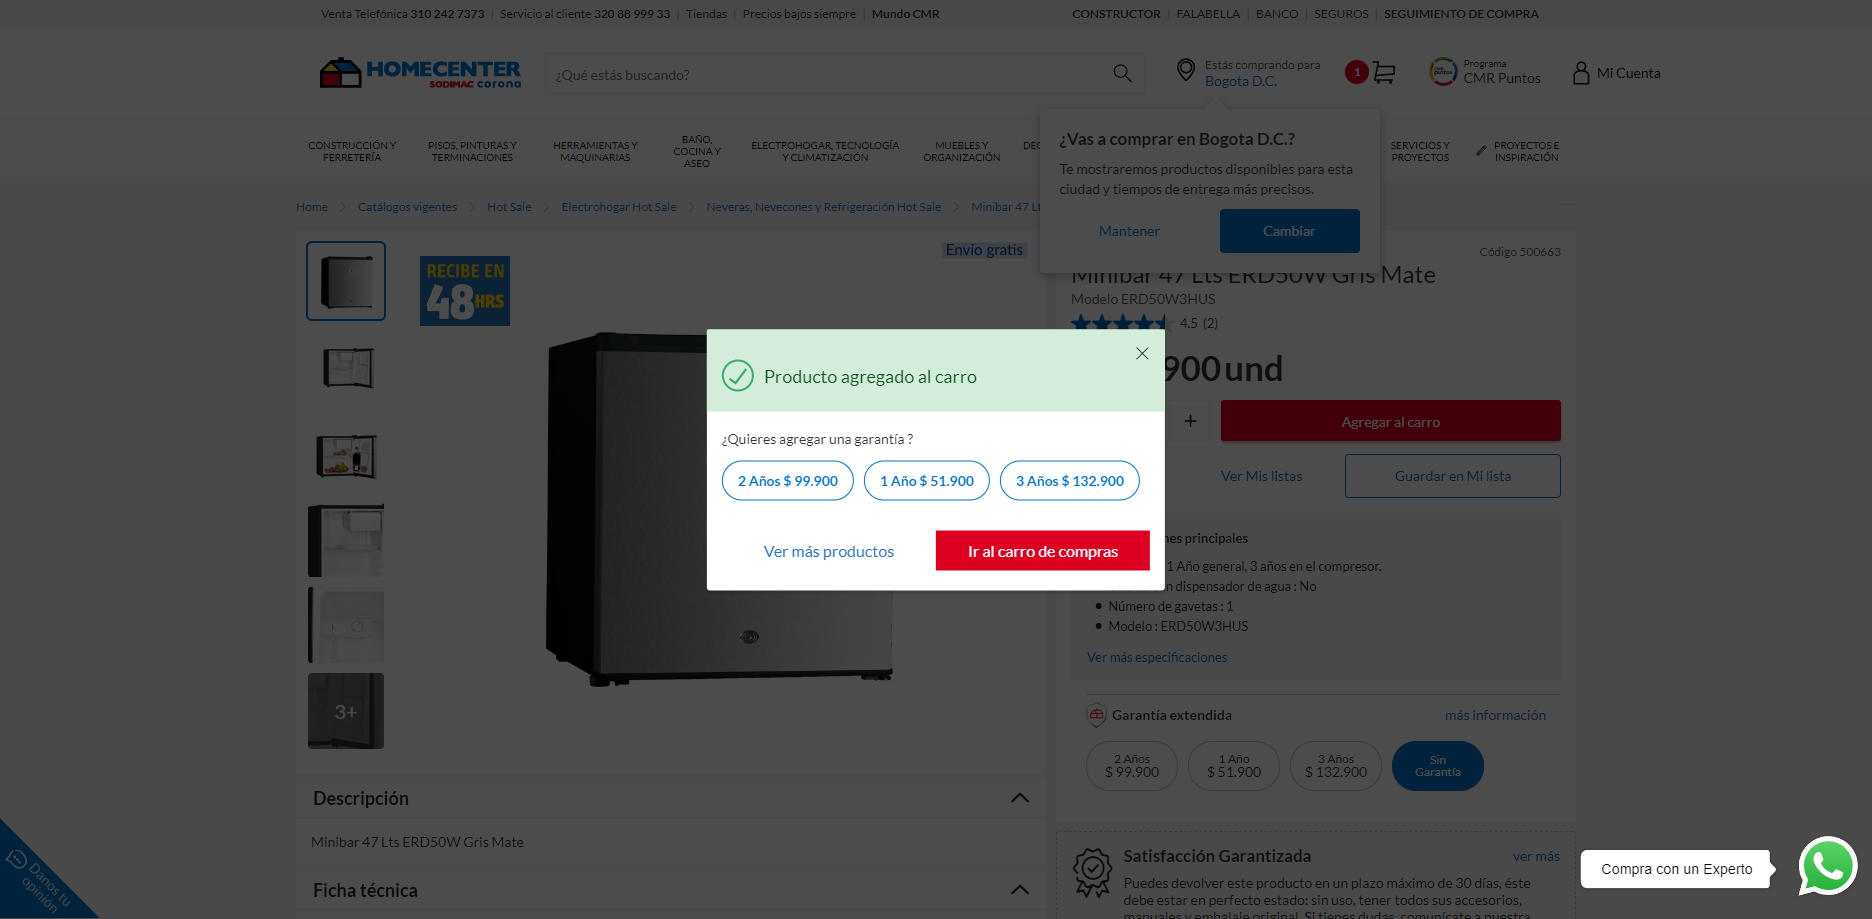 Venta Telefónica 310 242 7373 | Servicio al cliente 320 88 999 33 | Tiendas | Precios bajos siempre | Mundo CMR
CONSTRUCTOR | FALABELLA | BANCO | SEGUROS | SEGUIMIENTO DE COMPRA
HOMECENTER
SODIMAC corona
¿Qué estás buscando?
Estás comprando para
Bogota D.C.
1
Programa
CMR Puntos
Mi Cuenta
CONSTRUCCIÓN Y
FERRETERÍA
PISOS, PINTURAS Y
TERMINACIONES
HERRAMIENTAS Y
MAQUINARIAS
BAÑO,
COCINA Y
ASEO
ELECTROHOGAR, TECNOLOGÍA
Y CLIMATIZACIÓN
MUEBLES Y
ORGANIZACIÓN
SERVICIOS Y
PROYECTOS
PROYECTOS E
INSPIRACIÓN
¿Vas a comprar en Bogota D.C.?
Te mostraremos productos disponibles para esta
ciudad y tiempos de entrega más precisos.
Mantener
Cambiar
Home > Catálogos vigentes > Hot Sale > Electrohogar Hot Sale > Neveras, Nevecones y Refrigeración Hot Sale > Minibar 47
RECIBE EN
48HRS
Envío gratis
Código 500663
Minibar 47 Lts ERD50W Gris Mate
Modelo ERD50W3HUS
4.5 (2)
900 und
+
Agregar al carro
Ver Mis listas
Guardar en Mi lista
Producto agregado al carro
¿Quieres agregar una garantía ?
2 Años $ 99.900
1 Año $ 51.900
3 Años $ 132.900
Ver más productos
Ir al carro de compras
principales
1 Año general, 3 años en el compresor.
dispensador de agua : No
Número de gavetas : 1
Modelo : ERD50W3HUS
Ver más especificaciones
3+
Garantía extendida
más información
2 Años
$ 99.900
1 Año
$ 51.900
3 Años
$ 132.900
Sin
Garantía
Descripción
Minibar 47 Lts ERD50W Gris Mate
Ficha técnica
Satisfacción Garantizada
ver más
Puedes devolver este producto en un plazo máximo de 30 días, éste
debe estar en perfecto estado: sin uso, tener todos sus accesorios,
manuales y embalaje original. Si tienes dudas, comunícate a nuestra
Danos tu
opinión
Compra con un Experto